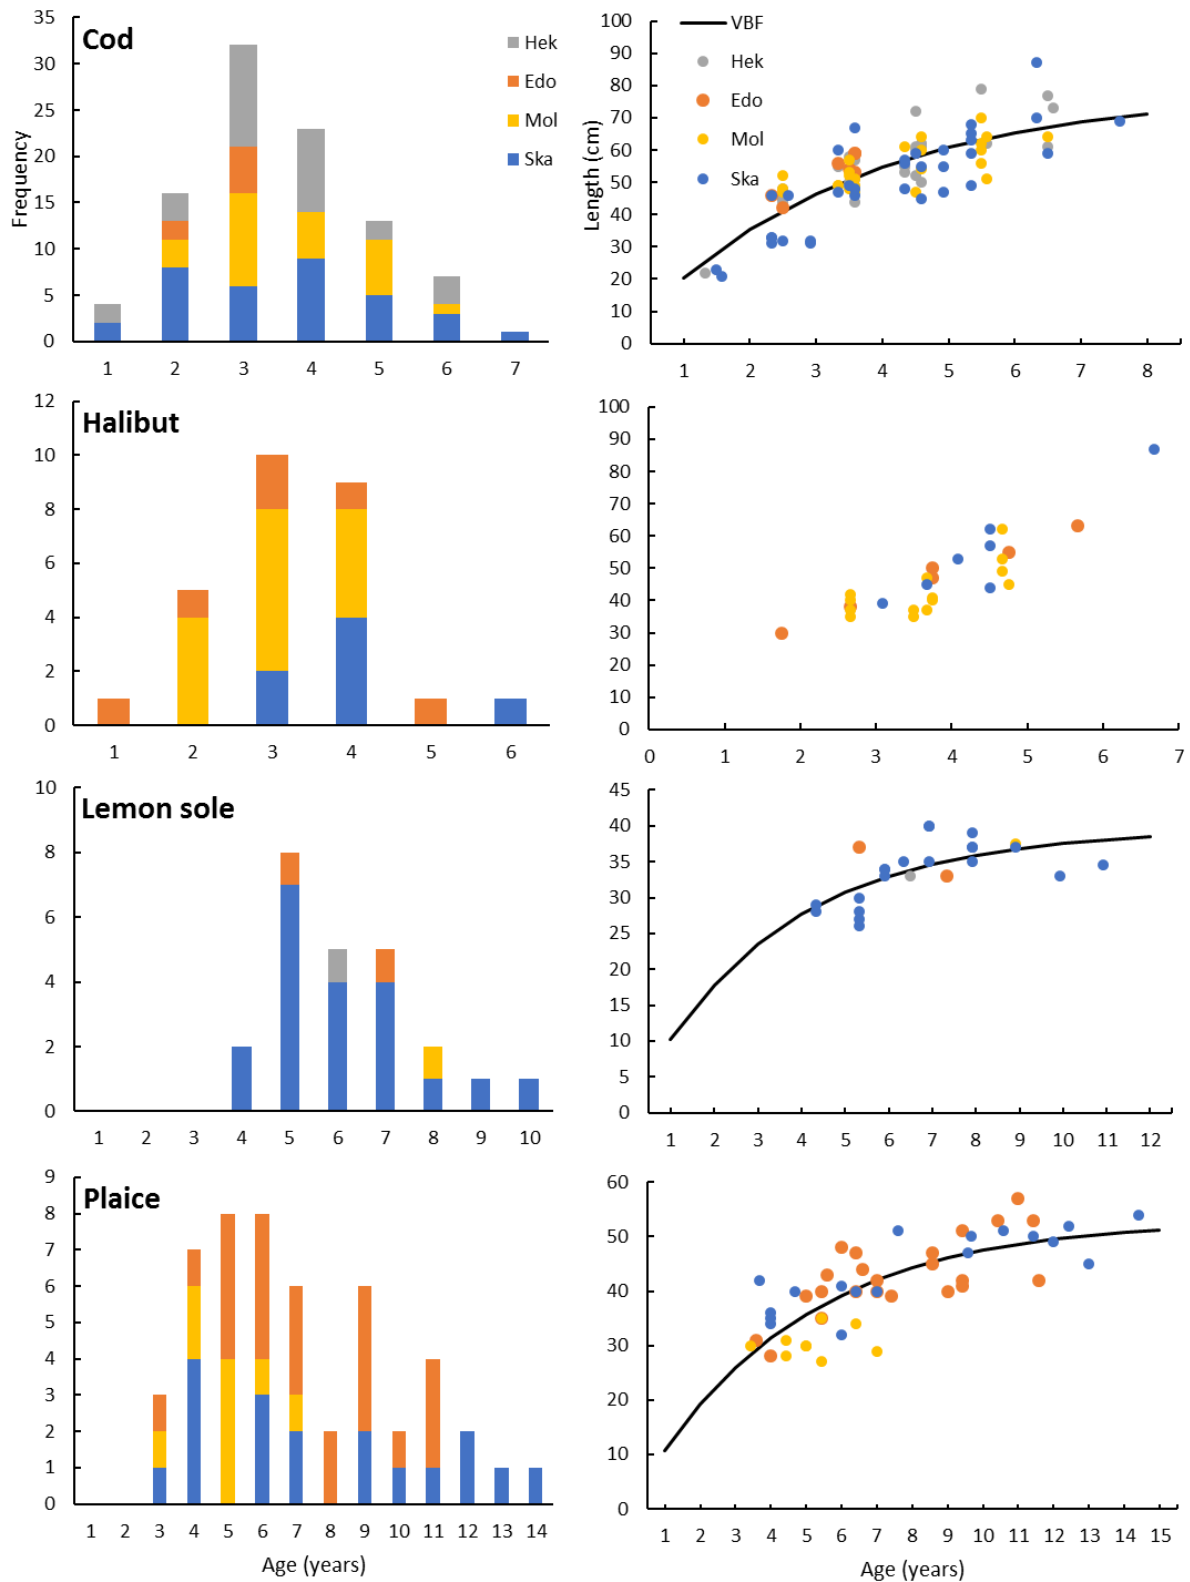 Cod
Frequency
35
30
25
20
15
10
5
0
1 2 3 4 5 6 7
Hek
Edo
Mol
Ska
Length (cm)
100
90
80
70
60
50
40
30
20
10
0
1 2 3 4 5 6 7 8
VBF
Hek
Edo
Mol
Ska
Halibut
12
10
8
6
4
2
0
1 2 3 4 5 6
100
90
80
70
60
50
40
30
20
10
0
0 1 2 3 4 5 6 7
Lemon sole
10
8
6
4
2
0
1 2 3 4 5 6 7 8 9 10
45
40
35
30
25
20
15
10
5
0
1 2 3 4 5 6 7 8 9 10 11 12
Plaice
9
8
7
6
5
4
3
2
1
0
1 2 3 4 5 6 7 8 9 10 11 12 13 14
Age (years)
60
50
40
30
20
10
0
1 2 3 4 5 6 7 8 9 10 11 12 13 14 15
Age (years)